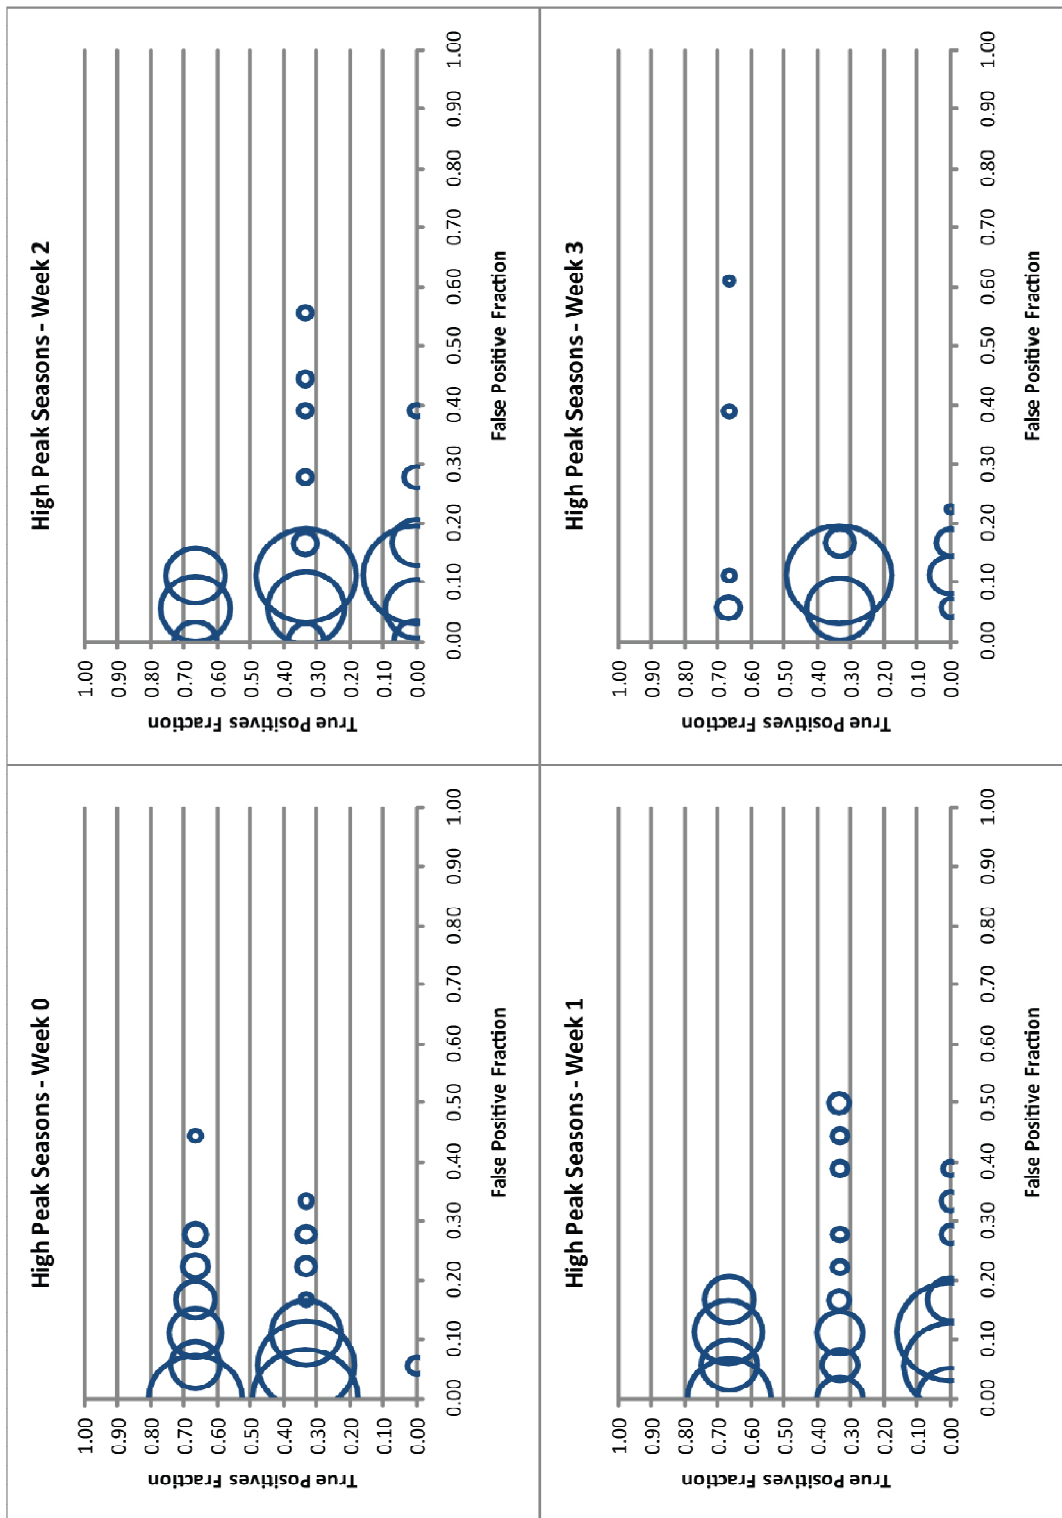 High Peak Seasons - Week 0
True Positives Fraction
1.00
0.90
0.80
0.70
0.60
0.50
0.40
0.30
0.20
0.10
0.00
0.00 0.10 0.20 0.30 0.40 0.50 0.60 0.70 0.80 0.90 1.00
False Positive Fraction
High Peak Seasons - Week 2
True Positives Fraction
1.00
0.90
0.80
0.70
0.60
0.50
0.40
0.30
0.20
0.10
0.00
0.00 0.10 0.20 0.30 0.40 0.50 0.60 0.70 0.80 0.90 1.00
False Positive Fraction
High Peak Seasons - Week 1
True Positives Fraction
1.00
0.90
0.80
0.70
0.60
0.50
0.40
0.30
0.20
0.10
0.00
0.00 0.10 0.20 0.30 0.40 0.50 0.60 0.70 0.80 0.90 1.00
False Positive Fraction
High Peak Seasons - Week 3
True Positives Fraction
1.00
0.90
0.80
0.70
0.60
0.50
0.40
0.30
0.20
0.10
0.00
0.00 0.10 0.20 0.30 0.40 0.50 0.60 0.70 0.80 0.90 1.00
False Positive Fraction